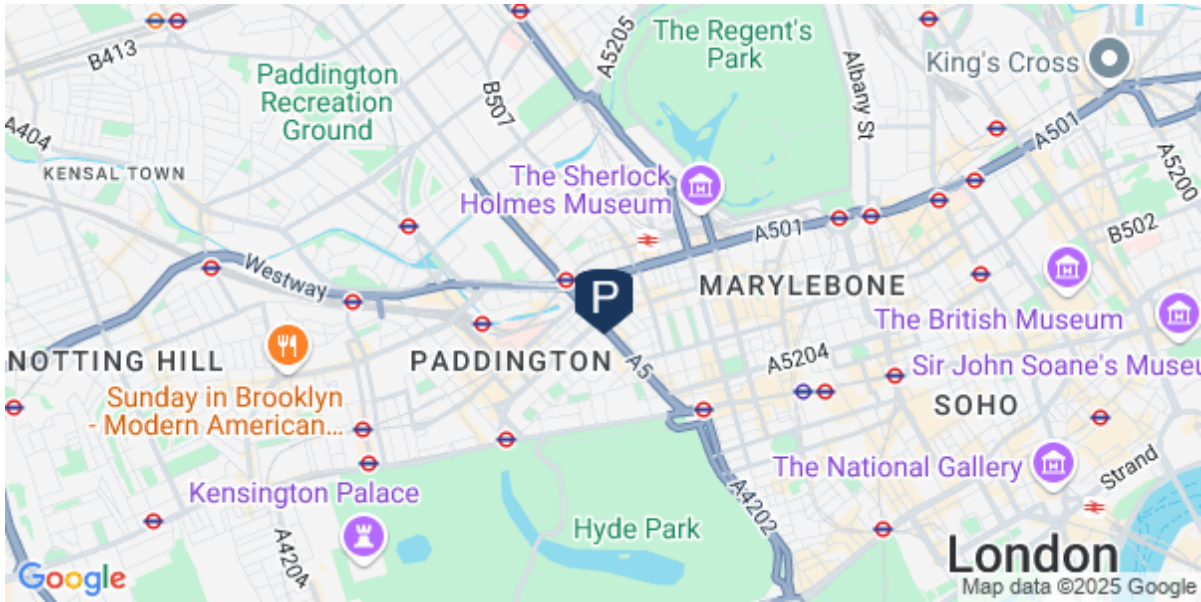 The Regent's
Park
A5205
B413
Albany St
King's Cross
Paddington
Recreation
Ground
B507
A404
A501
KENSAL TOWN
The Sherlock
Holmes Museum
A5200
A501
B502
Westway
P
MARYLEBONE
The British Museum
NOTTING HILL
PADDINGTON
A5
A5204
Sir John Soane's Museu
Sunday in Brooklyn
- Modern American...
SOHO
The National Gallery
Strand
Kensington Palace
A4202
Hyde Park
A4204
London
Google
Map data ©2025 Google